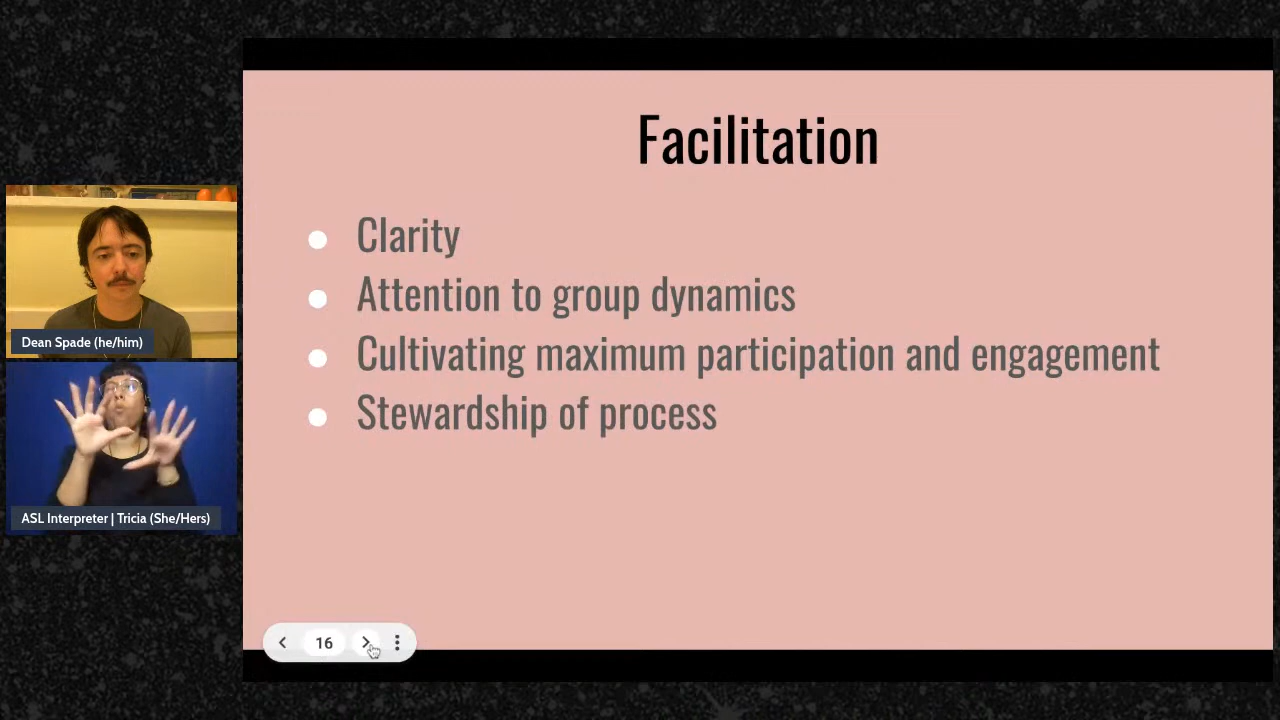 Facilitation
Clarity
Attention to group dynamics
Cultivating maximum participation and engagement
Stewardship of process
Dean Spade (he/him)
ASL Interpreter | Tricia (She/Hers)
16